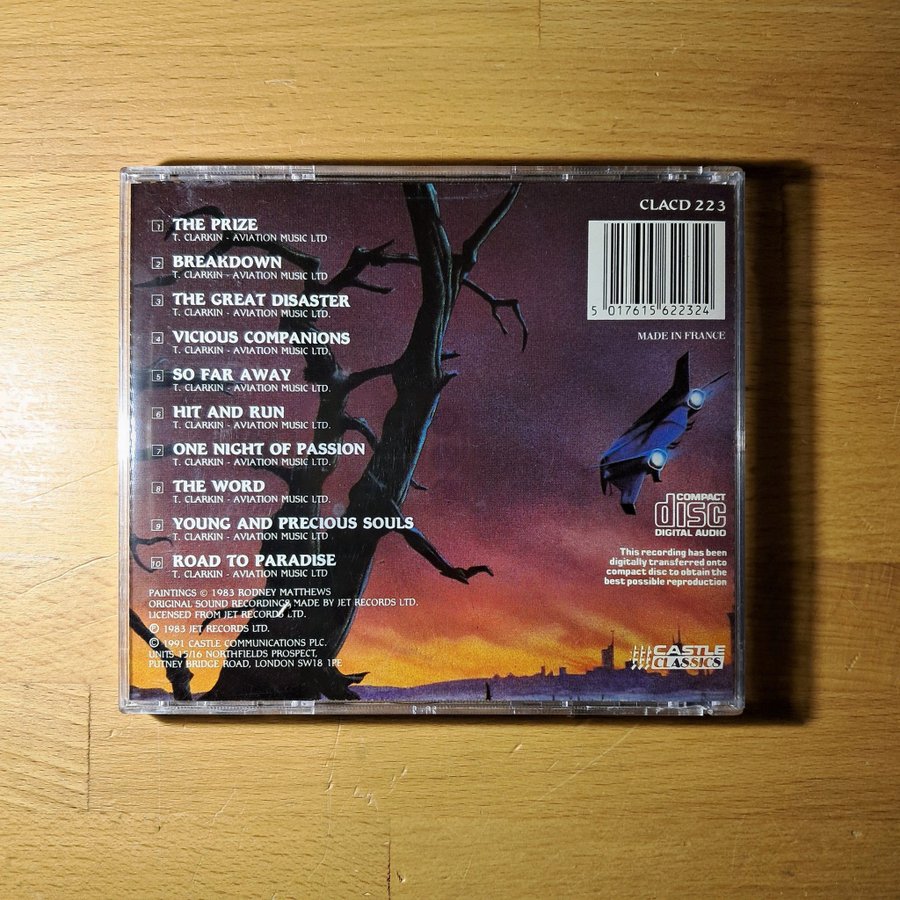 1 THE PRIZE
T. CLARKIN - AVIATION MUSIC LTD
2 BREAKDOWN
T. CLARKIN - AVIATION MUSIC LTD
3 THE GREAT DISASTER
T. CLARKIN - AVIATION MUSIC LTD.
4 VICIOUS COMPANIONS
T. CLARKIN - AVIATION MUSIC LTD.
5 SO FAR AWAY
T. CLARKIN - AVIATION MUSIC LTD.
6 HIT AND RUN
T. CLARKIN - AVIATION MUSIC LTD.
7 ONE NIGHT OF PASSION
T. CLARKIN - AVIATION MUSIC LTD.
8 THE WORD
T. CLARKIN - AVIATION MUSIC LTD.
9 YOUNG AND PRECIOUS SOULS
T. CLARKIN - AVIATION MUSIC LTD.
10 ROAD TO PARADISE
T. CLARKIN - AVIATION MUSIC LTD
PAINTINGS © 1983 RODNEY MATTHEWS
ORIGINAL SOUND RECORDINGS MADE BY JET RECORDS LTD.
LICENSED FROM JET RECORDS LTD.
℗ 1983 JET RECORDS LTD.
© 1991 CASTLE COMMUNICATIONS PLC.
UNITS 15/16 NORTHFIELDS PROSPECT,
PUTNEY BRIDGE ROAD, LONDON SW18 1PE
CLACD 223
5 017615 622324
MADE IN FRANCE
COMPACT
disc
DIGITAL AUDIO
This recording has been
digitally transferred onto
compact disc to obtain the
best possible reproduction
CASTLE
CLASSICS